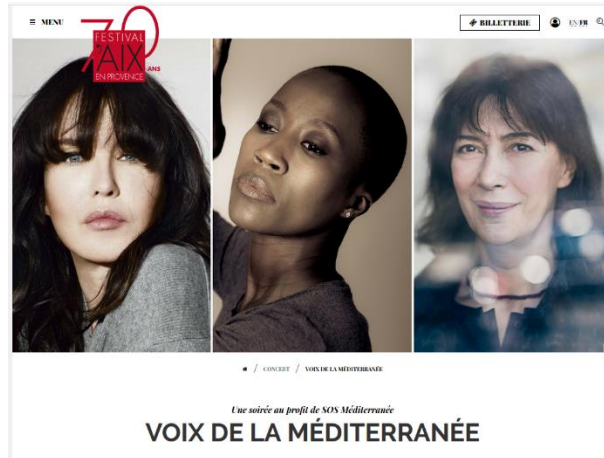 ≡ MENU
70
FESTIVAL
D'AIX
EN PROVENCE
ANS
BILLETTERIE
EN FR
/ CONCERT / VOIX DE LA MÉDITERRANÉE
Une soirée au profit de SOS Méditerranée
VOIX DE LA MÉDITERRANÉE